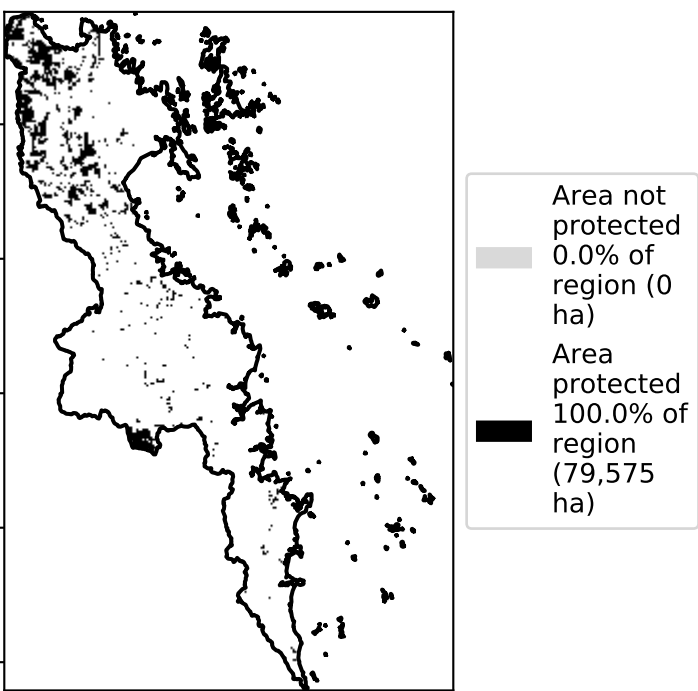 Area not
protected
0.0% of
region (0
ha)
Area
protected
100.0% of
region
(79,575
ha)